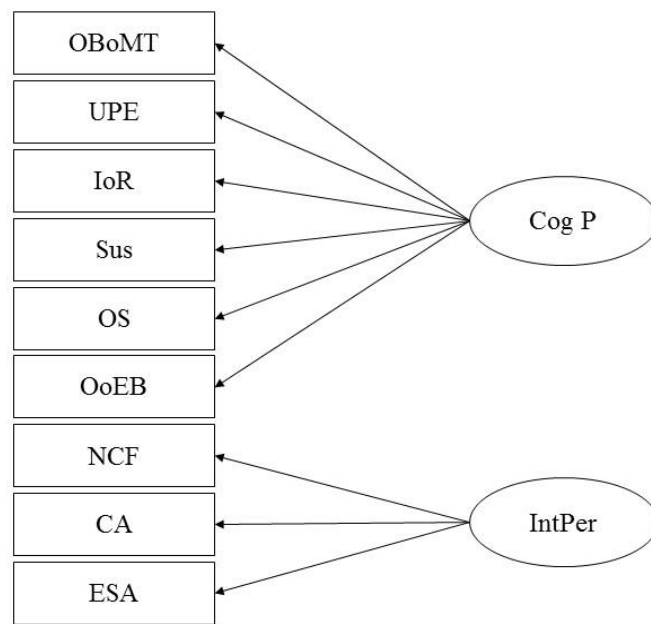 OBoMT
UPE
IoR
Sus
OS
OoEB
NCF
CA
ESA
Cog P
IntPer